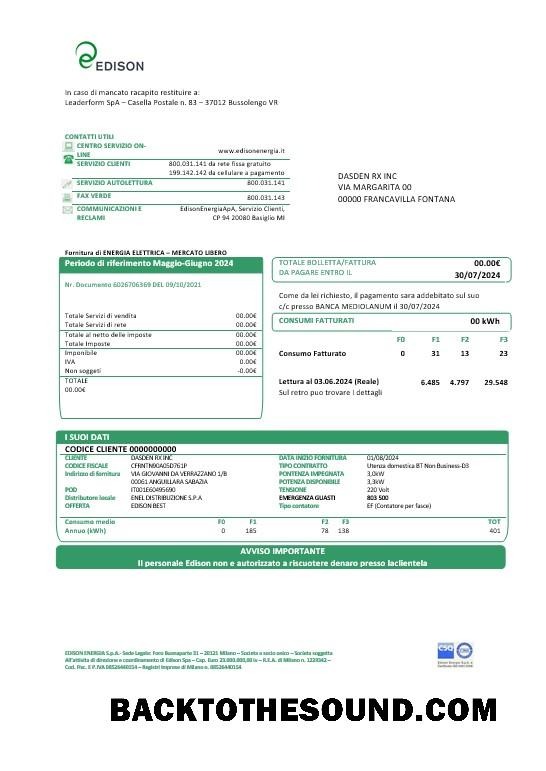 EDISON
In caso di mancato racapito restituire a:
Leaderform SpA – Casella Postale n. 83 – 37012 Bussolengo VR
CONTATTI UTILI
CENTRO SERVIZIO ON-LINE www.edisonenergia.it
SERVIZIO CLIENTI 800.031.141 da rete fissa gratuito
199.142.142 da cellulare a pagamento
SERVIZIO AUTOLETTURA 800.031.141
FAX VERDE 800.031.143
COMMUNICAZIONI E RECLAMI EdisonEnergiaApA, Servizio Clienti,
CP 94 20080 Basiglio MI
DASDEN RX INC
VIA MARGARITA 00
00000 FRANCAVILLA FONTANA
Fornitura di ENERGIA ELETTRICA – MERCATO LIBERO
Periodo di riferimento Maggio-Giugno 2024
Nr. Documento 6026706369 DEL 09/10/2021
Totale Servizi di vendita 00.00€
Totale Servizi di rete 00.00€
Totale al netto delle imposte 00.00€
Totale Imposte 00.00€
Imponibile 00.00€
IVA 0.00€
Non soggeti -0.00€
TOTALE
00.00€
TOTALE BOLLETTA/FATTURA 00.00€
DA PAGARE ENTRO IL 30/07/2024
Come da lei richiesto, il pagamento sara addebitato sul suo
c/c presso BANCA MEDIOLANUM il 30/07/2024
CONSUMI FATTURATI 00 kWh
F0 F1 F2 F3
Consumo Fatturato 0 31 13 23
Lettura al 03.06.2024 (Reale) 6.485 4.797 29.548
Sul retro puo trovare i dettagli
I SUOI DATI
CODICE CLIENTE 0000000000
CLIENTE DASDEN RX INC DATA INIZIO FORNITURA 01/08/2024
CODICE FISCALE CFRNTN90A05D761P TIPO CONTRATTO Utenza domestica BT Non Business-D3
Indirizzo di fornitura VIA GIOVANNI DA VERRAZZANO 1/B PONTENZA IMPEGNATA 3,0kW
00061 ANGUILLARA SABAZIA POTENZA DISPONIBILE 3,3kW
POD IT001E60495690 TENSIONE 220 Volt
Distributore locale ENEL DISTRIBUZIONE S.P.A EMERGENZA GUASTI 803 500
OFFERTA EDISON BEST Tipo contatore EF (Contatore per fasce)
Consumo medio F0 F1 F2 F3 TOT
Annuo (kWh) 0 185 78 138 401
AVVISO IMPORTANTE
Il personale Edison non e autorizzato a riscuotere denaro presso laclientela
EDISON ENERGIA S.p.A.- Sede Legale: Foro Buonaparte 31 – 20121 Milano – Societa a socio unico – Societa soggetta
All'attivita di direzione e coordinamento di Edison Spa – Cap. Euro 23.000.000,00 iv – R.E.A. di Milano n. 1229342 –
Cod. Fisc. E P.IVA 08526440154 – Registri Imprese di Milano n. 08526440154
CSQ
BACKTOTHESOUND.COM